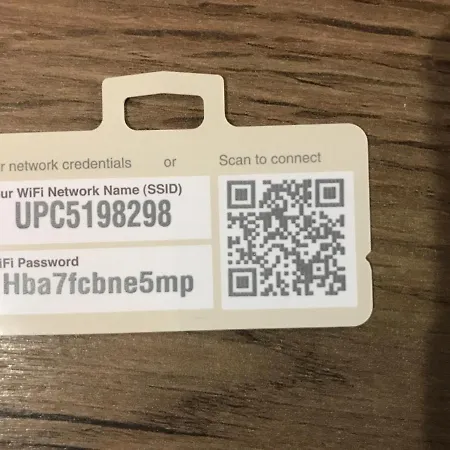 r network credentials or Scan to connect
ur WiFi Network Name (SSID)
UPC5198298
iFi Password
Hba7fcbne5mp